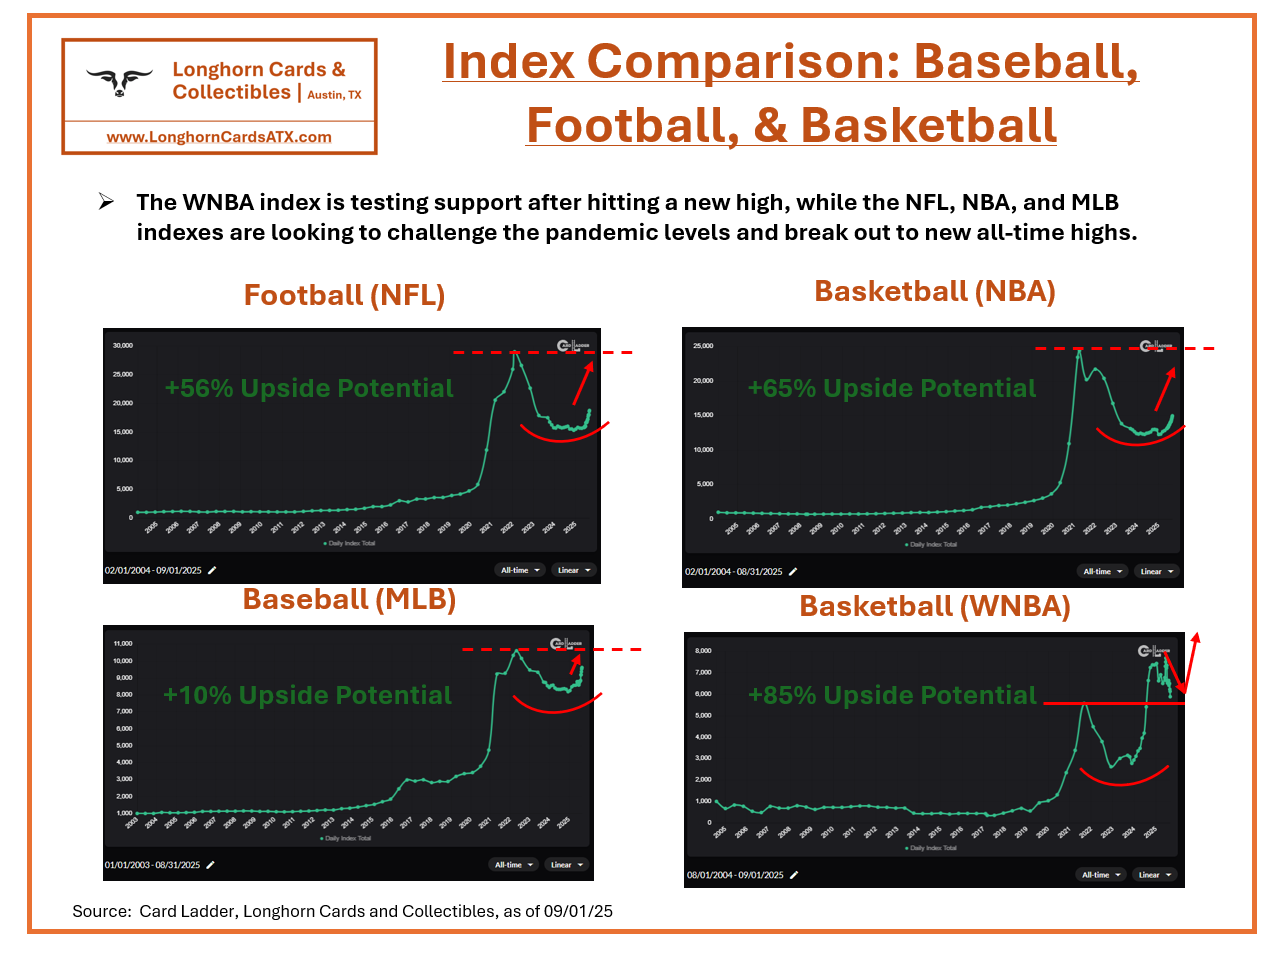 Longhorn Cards &
Collectibles | Austin, TX
www.LonghornCardsATX.com
Index Comparison: Baseball,
Football, & Basketball
The WNBA index is testing support after hitting a new high, while the NFL, NBA, and MLB
indexes are looking to challenge the pandemic levels and break out to new all-time highs.
Football (NFL)
CARD LADDER
+56% Upside Potential
30,000
25,000
20,000
15,000
10,000
5,000
0
2005 2006 2007 2008 2009 2010 2011 2012 2013 2014 2015 2016 2017 2018 2019 2020 2021 2022 2023 2024 2025
Daily Index Total
02/01/2004 - 09/01/2025
All-time
Linear
Basketball (NBA)
CARD LADDER
+65% Upside Potential
25,000
20,000
15,000
10,000
5,000
0
2005 2006 2007 2008 2009 2010 2011 2012 2013 2014 2015 2016 2017 2018 2019 2020 2021 2022 2023 2024 2025
Daily Index Total
02/01/2004 - 08/31/2025
All-time
Linear
Baseball (MLB)
CARD LADDER
+10% Upside Potential
11,000
10,000
9,000
8,000
7,000
6,000
5,000
4,000
3,000
2,000
1,000
2003 2004 2005 2006 2007 2008 2009 2010 2011 2012 2013 2014 2015 2016 2017 2018 2019 2020 2021 2022 2023 2024 2025
Daily Index Total
01/01/2003 - 08/31/2025
All-time
Linear
Basketball (WNBA)
CARD LADDER
+85% Upside Potential
8,000
7,000
6,000
5,000
4,000
3,000
2,000
1,000
0
2005 2006 2007 2008 2009 2010 2011 2012 2013 2014 2015 2016 2017 2018 2019 2020 2021 2022 2023 2024 2025
Daily Index Total
08/01/2004 - 09/01/2025
All-time
Linear
Source: Card Ladder, Longhorn Cards and Collectibles, as of 09/01/25